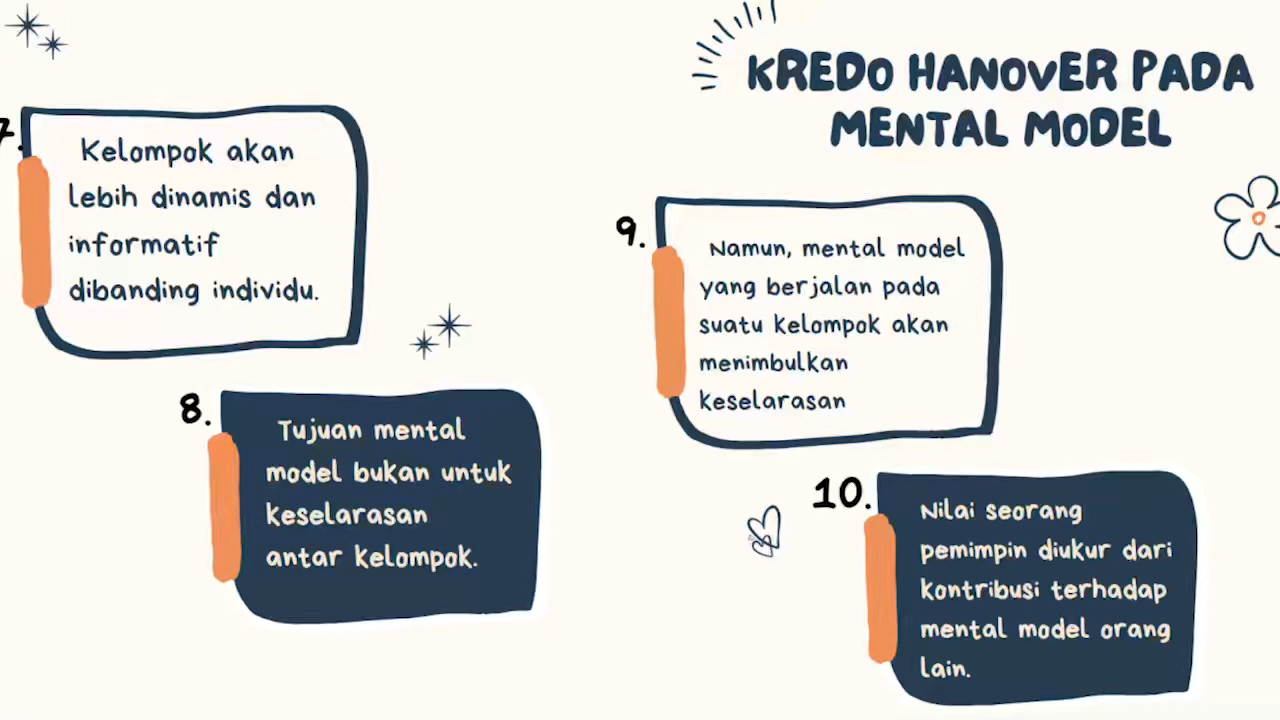 KREDO HANOVER PADA
MENTAL MODEL
7.
Kelompok akan
lebih dinamis dan
informatif
dibanding individu.
8.
Tujuan mental
model bukan untuk
keselarasan
antar kelompok.
9.
Namun, mental model
yang berjalan pada
suatu kelompok akan
menimbulkan
keselarasan
10.
Nilai seorang
pemimpin diukur dari
kontribusi terhadap
mental model orang
lain.